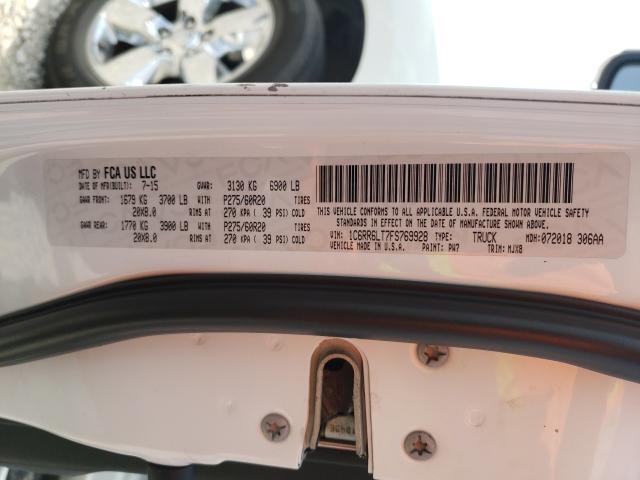 MFD BY FCA US LLC
DATE OF MFR(BUILT): 7-15 GVWR: 3130 KG 6900 LB
GAWR FRONT: 1679 KG 3700 LB P275/60R20 TIRES
20X8.0 RIMS AT 270 KPA ( 39 PSI) COLD
GAWR REAR: 1770 KG 3900 LB P275/60R20 TIRES
20X8.0 RIMS AT 270 KPA ( 39 PSI) COLD
THIS VEHICLE CONFORMS TO ALL APPLICABLE U.S.A. FEDERAL MOTOR VEHICLE SAFETY
STANDARDS IN EFFECT ON THE DATE OF MANUFACTURE SHOWN ABOVE.
VIN: 1C6RR6LT7FS769928 TYPE: TRUCK MDH: 072018 306AA
VEHICLE MADE IN U.S.A. PAINT: PW7 TRIM: MJX8